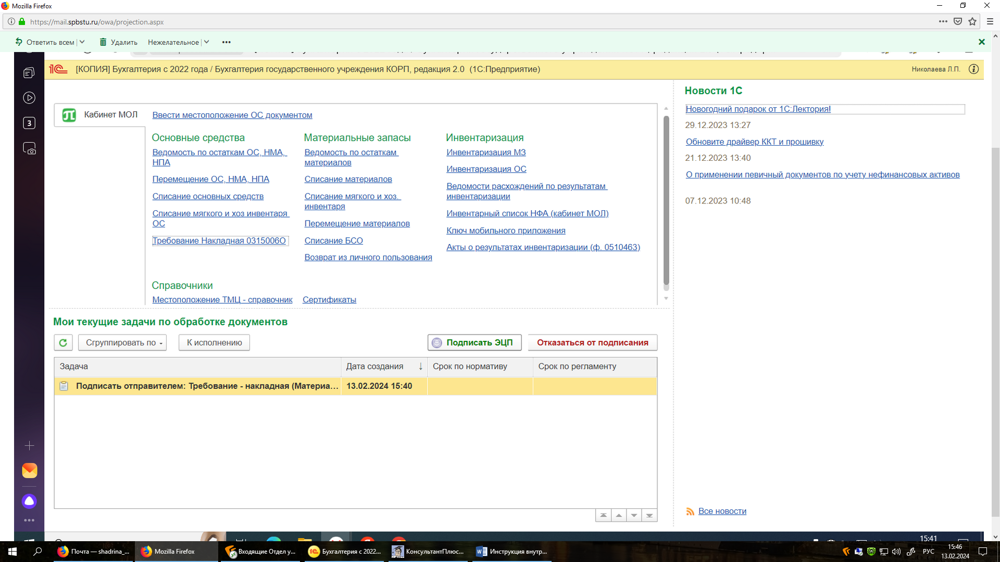 Mozilla Firefox
https://mail.spbstu.ru/owa/projection.aspx
Ответить всем
Удалить
Нежелательное
[КОПИЯ] Бухгалтерия с 2022 года / Бухгалтерия государственного учреждения КОРП, редакция 2.0 (1С:Предприятие)
Николаева Л.П.
3
Кабинет МОЛ
Ввести местоположение ОС документом
Основные средства
Ведомость по остаткам ОС, НМА,
НПА
Перемещение ОС, НМА, НПА
Списание основных средств
Списание мягкого и хоз инвентаря
ОС
Требование Накладная 0315006О
Материальные запасы
Ведомость по остаткам
материалов
Списание материалов
Списание мягкого и хоз.
инвентаря
Перемещение материалов
Списание БСО
Возврат из личного пользования
Инвентаризация
Инвентаризация МЗ
Инвентаризация ОС
Ведомости расхождений по результатам
инвентаризации
Инвентарный список НФА (кабинет МОЛ)
Ключ мобильного приложения
Акты о результатах инвентаризации (ф. 0510463)
Справочники
Местоположение ТМЦ - справочник
Сертификаты
Новости 1С
Новогодний подарок от 1С:Лектория!
29.12.2023 13:27
Обновите драйвер ККТ и прошивку
21.12.2023 13:40
О применении певичный документов по учету нефинансовых активов
07.12.2023 10:48
Все новости
Мои текущие задачи по обработке документов
Сгруппировать по
К исполнению
Подписать ЭЦП
Отказаться от подписания
Задача
Дата создания
Срок по нормативу
Срок по регламенту
Подписать отправителем: Требование - накладная (Материа...
13.02.2024 15:40
15:41
Почта — shadrina_...
Mozilla Firefox
Входящие Отдел у...
Бухгалтерия с 2022...
КонсультантПлюс...
Инструкция внутр...
РУС
15:46
13.02.2024